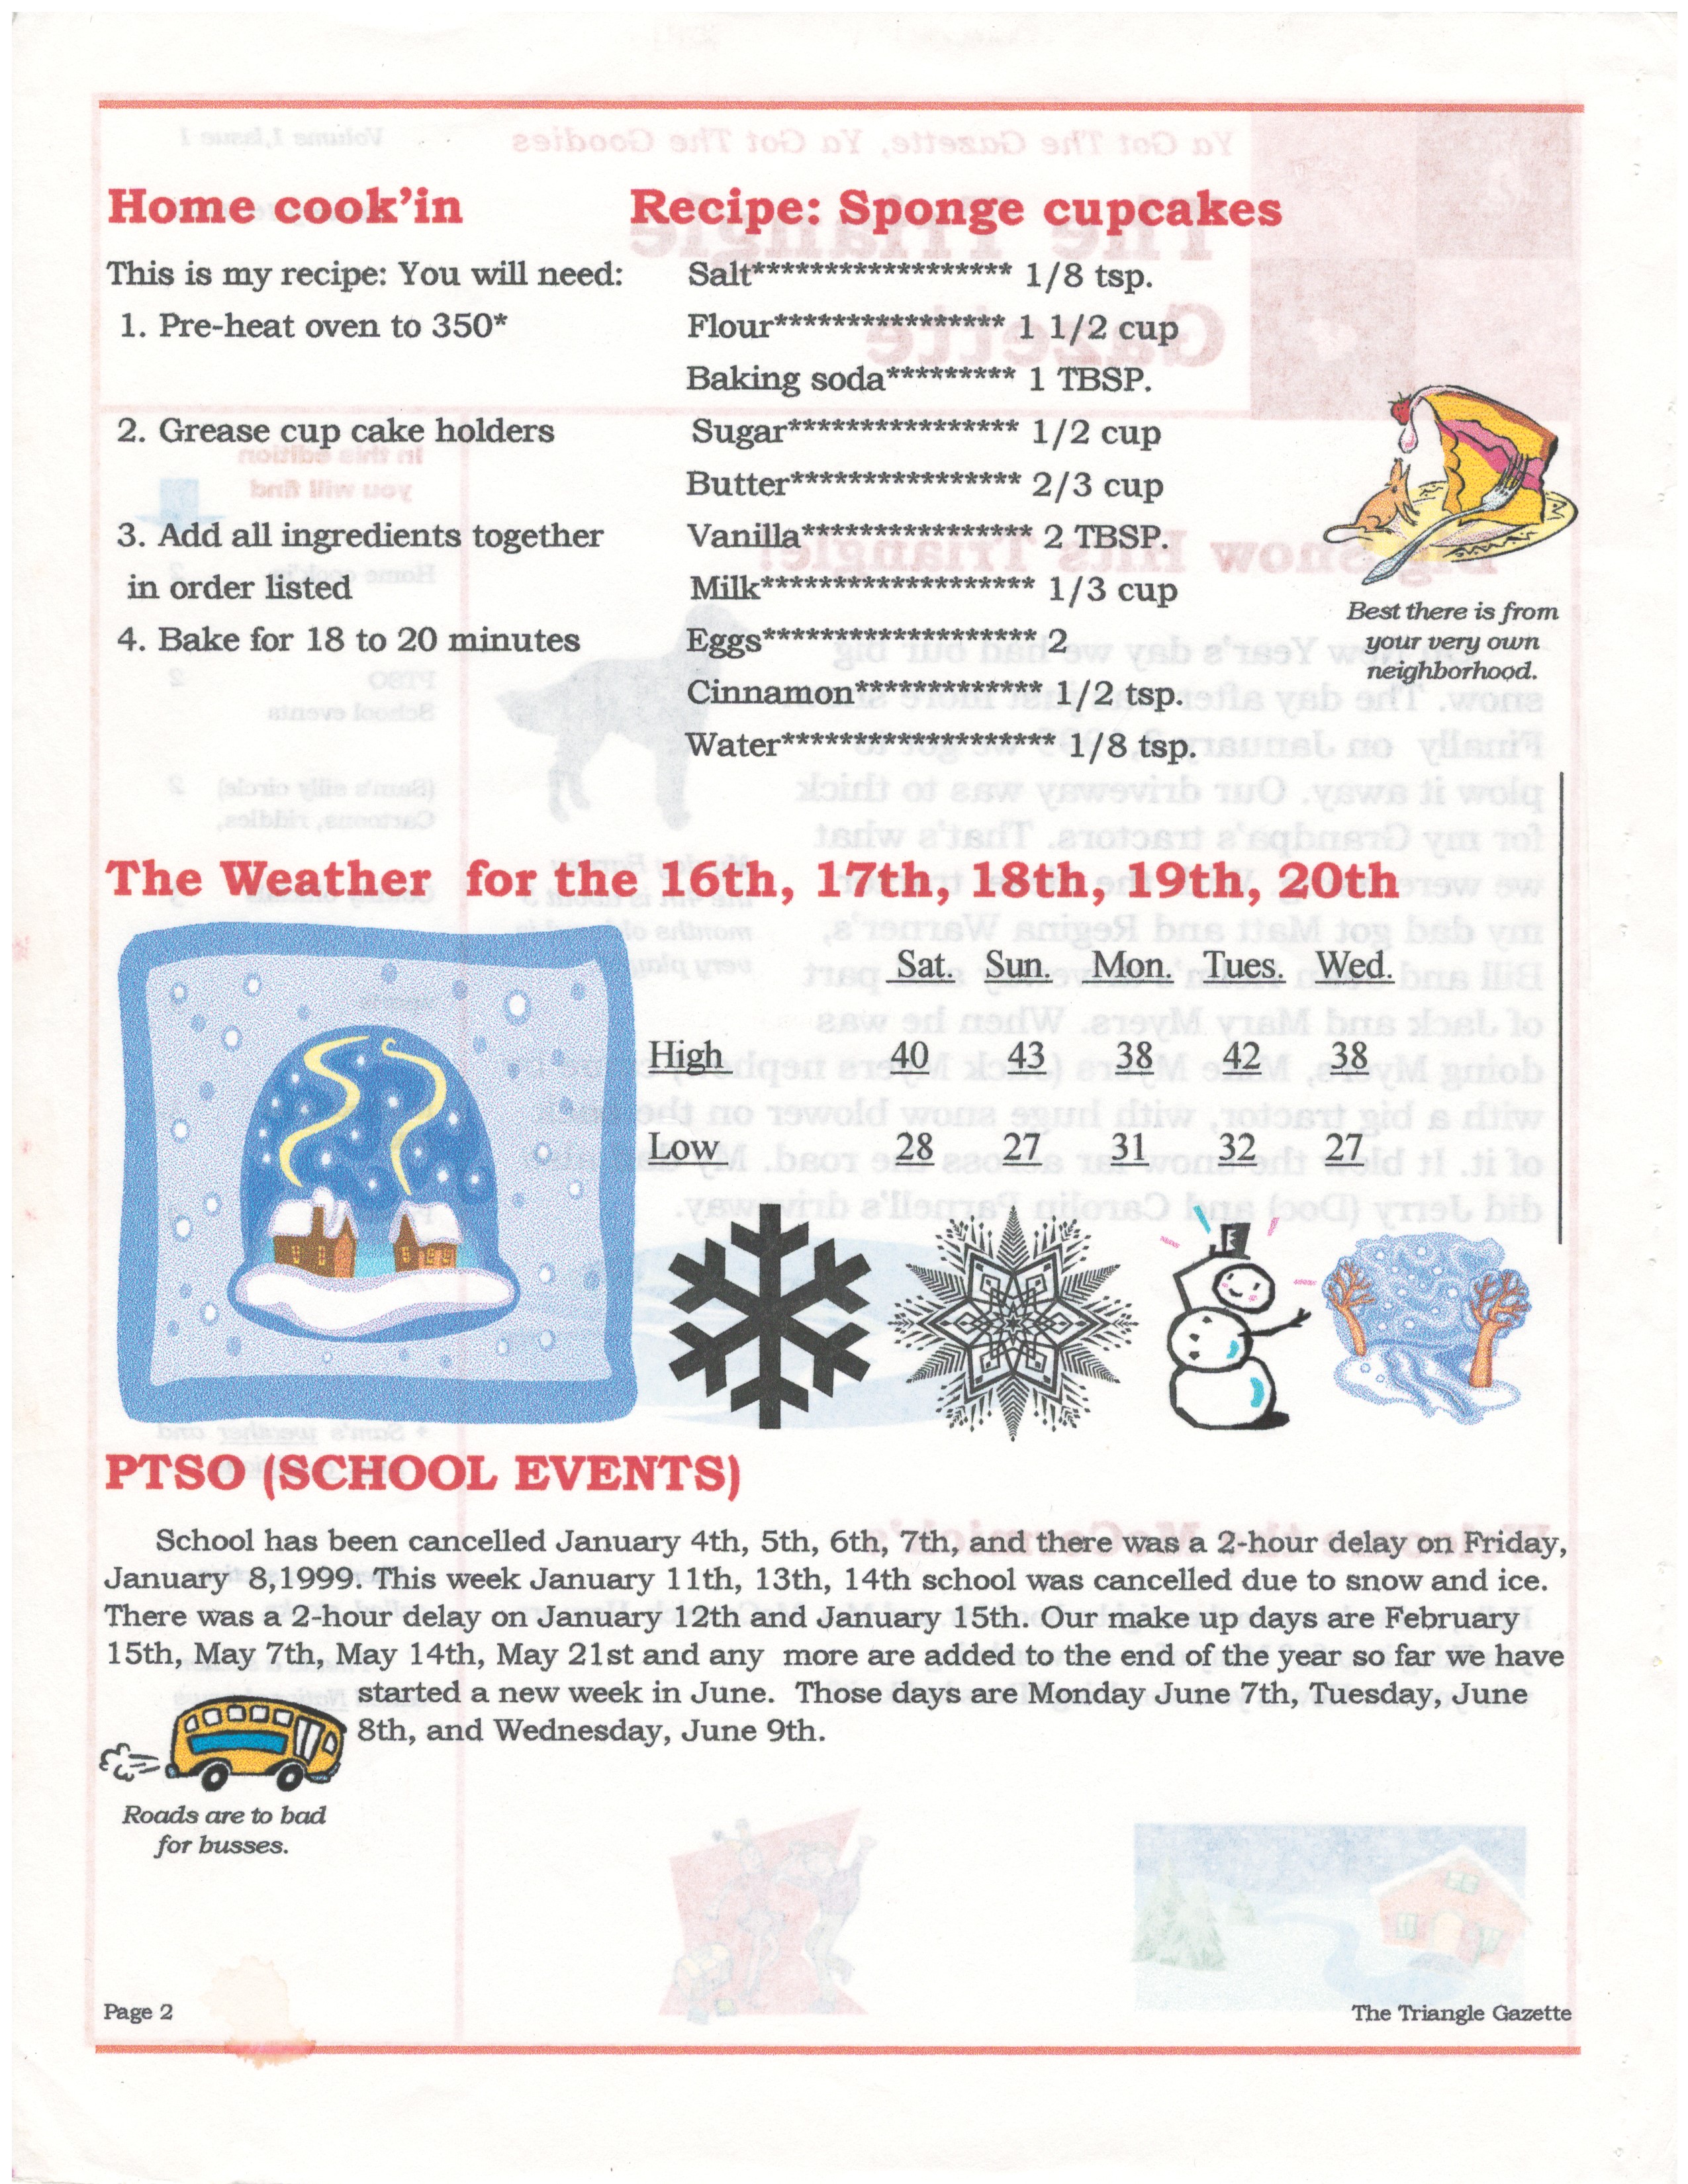 Home cook'in
This is my recipe: You will need:
1. Pre-heat oven to 350*
2. Grease cup cake holders
3. Add all ingredients together
in order listed
4. Bake for 18 to 20 minutes
Recipe: Sponge cupcakes
Salt****************** 1/8 tsp.
Flour**************** 1 1/2 cup
Baking soda********* 1 TBSP.
Sugar**************** 1/2 cup
Butter**************** 2/3 cup
Vanilla**************** 2 TBSP.
Milk******************* 1/3 cup
Eggs******************* 2
Cinnamon************* 1/2 tsp.
Water******************* 1/8 tsp.
Best there is from
your very own
neighborhood.
The Weather for the 16th, 17th, 18th, 19th, 20th
Sat. Sun. Mon. Tues. Wed.
High 40 43 38 42 38
Low 28 27 31 32 27
PTSO (SCHOOL EVENTS)
School has been cancelled January 4th, 5th, 6th, 7th, and there was a 2-hour delay on Friday,
January 8,1999. This week January 11th, 13th, 14th school was cancelled due to snow and ice.
There was a 2-hour delay on January 12th and January 15th. Our make up days are February
15th, May 7th, May 14th, May 21st and any more are added to the end of the year so far we have
started a new week in June. Those days are Monday June 7th, Tuesday, June
8th, and Wednesday, June 9th.
Roads are to bad
for busses.
Page 2
The Triangle Gazette